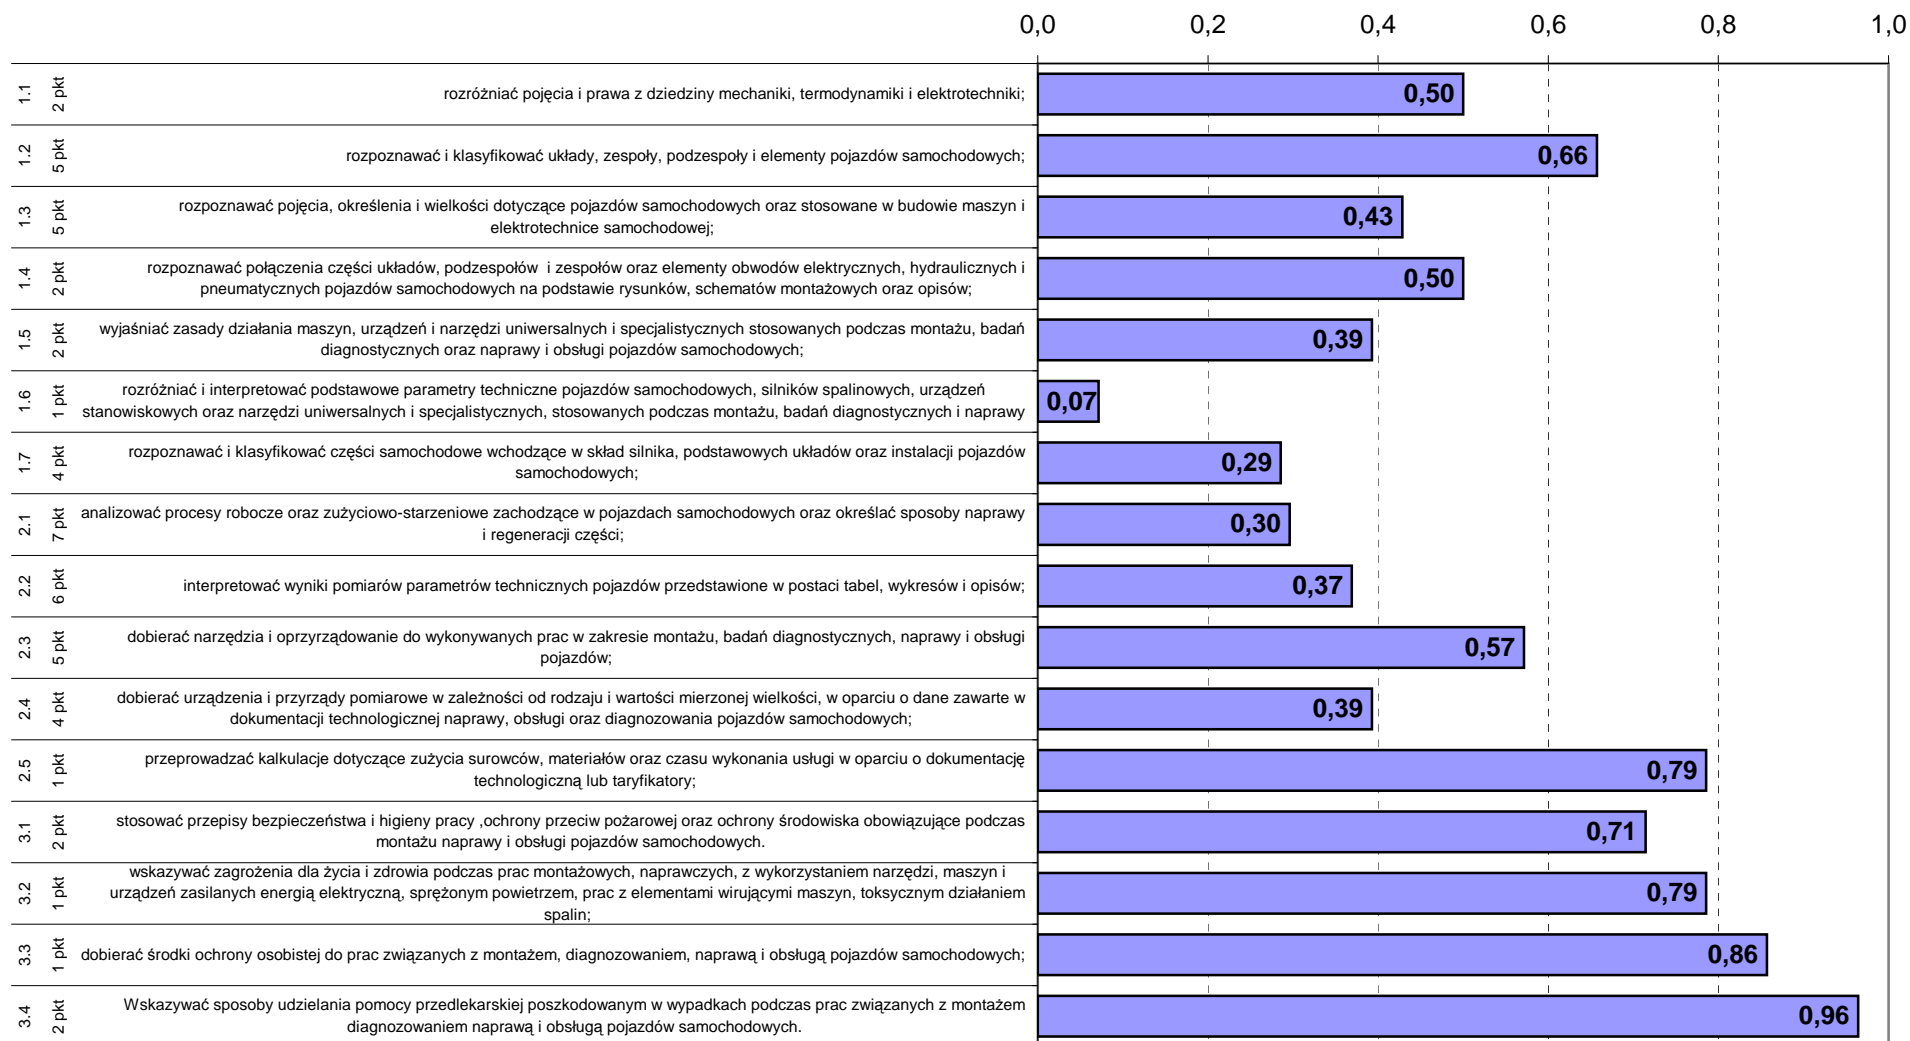 0,0 0,2 0,4 0,6 0,8 1,0
1.1
2 pkt
rozróżniać pojęcia i prawa z dziedziny mechaniki, termodynamiki i elektrotechniki;
0,50
1.2
5 pkt
rozpoznawać i klasyfikować układy, zespoły, podzespoły i elementy pojazdów samochodowych;
0,66
1.3
5 pkt
rozpoznawać pojęcia, określenia i wielkości dotyczące pojazdów samochodowych oraz stosowane w budowie maszyn i
elektrotechnice samochodowej;
0,43
1.4
2 pkt
rozpoznawać połączenia części układów, podzespołów i zespołów oraz elementy obwodów elektrycznych, hydraulicznych i
pneumatycznych pojazdów samochodowych na podstawie rysunków, schematów montażowych oraz opisów;
0,50
1.5
2 pkt
wyjaśniać zasady działania maszyn, urządzeń i narzędzi uniwersalnych i specjalistycznych stosowanych podczas montażu, badań
diagnostycznych oraz naprawy i obsługi pojazdów samochodowych;
0,39
1.6
1 pkt
rozróżniać i interpretować podstawowe parametry techniczne pojazdów samochodowych, silników spalinowych, urządzeń
stanowiskowych oraz narzędzi uniwersalnych i specjalistycznych, stosowanych podczas montażu, badań diagnostycznych i naprawy
0,07
1.7
4 pkt
rozpoznawać i klasyfikować części samochodowe wchodzące w skład silnika, podstawowych układów oraz instalacji pojazdów
samochodowych;
0,29
2.1
7 pkt
analizować procesy robocze oraz zużyciowo-starzeniowe zachodzące w pojazdach samochodowych oraz określać sposoby naprawy
i regeneracji części;
0,30
2.2
6 pkt
interpretować wyniki pomiarów parametrów technicznych pojazdów przedstawione w postaci tabel, wykresów i opisów;
0,37
2.3
5 pkt
dobierać narzędzia i oprzyrządowanie do wykonywanych prac w zakresie montażu, badań diagnostycznych, naprawy i obsługi
pojazdów;
0,57
2.4
4 pkt
dobierać urządzenia i przyrządy pomiarowe w zależności od rodzaju i wartości mierzonej wielkości, w oparciu o dane zawarte w
dokumentacji technologicznej naprawy, obsługi oraz diagnozowania pojazdów samochodowych;
0,39
2.5
1 pkt
przeprowadzać kalkulacje dotyczące zużycia surowców, materiałów oraz czasu wykonania usługi w oparciu o dokumentację
technologiczną lub taryfikatory;
0,79
3.1
2 pkt
stosować przepisy bezpieczeństwa i higieny pracy ,ochrony przeciw pożarowej oraz ochrony środowiska obowiązujące podczas
montażu naprawy i obsługi pojazdów samochodowych.
0,71
3.2
1 pkt
wskazywać zagrożenia dla życia i zdrowia podczas prac montażowych, naprawczych, z wykorzystaniem narzędzi, maszyn i
urządzeń zasilanych energią elektryczną, sprężonym powietrzem, prac z elementami wirującymi maszyn, toksycznym działaniem
spalin;
0,79
3.3
1 pkt
dobierać środki ochrony osobistej do prac związanych z montażem, diagnozowaniem, naprawą i obsługą pojazdów samochodowych;
0,86
3.4
2 pkt
Wskazywać sposoby udzielania pomocy przedlekarskiej poszkodowanym w wypadkach podczas prac związanych z montażem
diagnozowaniem naprawą i obsługą pojazdów samochodowych.
0,96